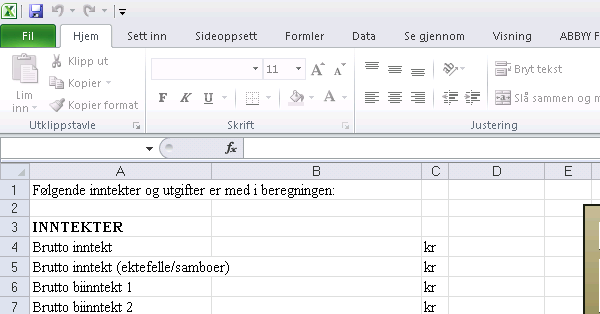 Fil Hjem Sett inn Sideoppsett Formler Data Se gjennom Visning ABBYY F
Lim inn
Klipp ut
Kopier
Kopier format
Utklippstavle
11 A A
F K U A
Skrift
Bryt tekst
Slå sammen og m
Justering
fx
A B C D E
1 Følgende inntekter og utgifter er med i beregningen:
2
3 INNTEKTER
4 Brutto inntekt kr
5 Brutto inntekt (ektefelle/samboer) kr
6 Brutto biinntekt 1 kr
7 Brutto biinntekt 2 kr